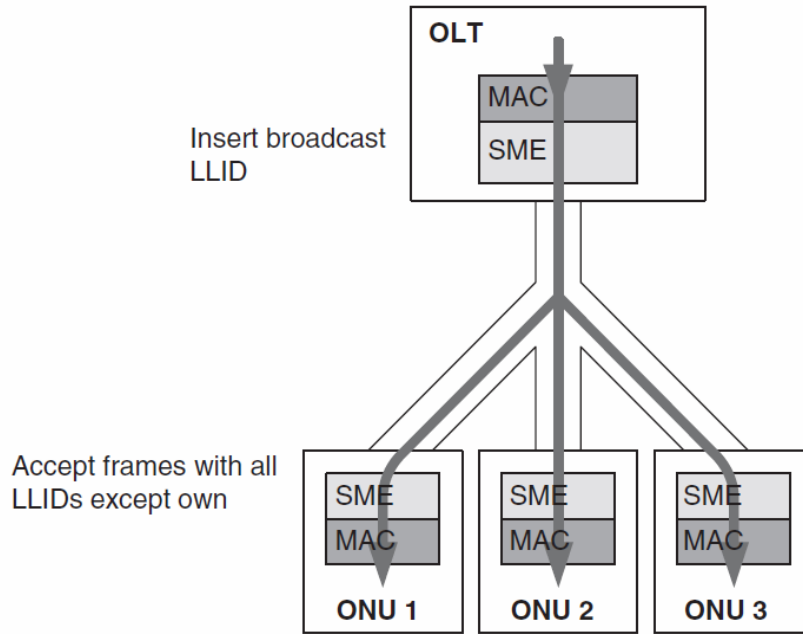 OLT
MAC
SME
Insert broadcast
LLID
Accept frames with all
LLIDs except own
SME
MAC
ONU 1
SME
MAC
ONU 2
SME
MAC
ONU 3